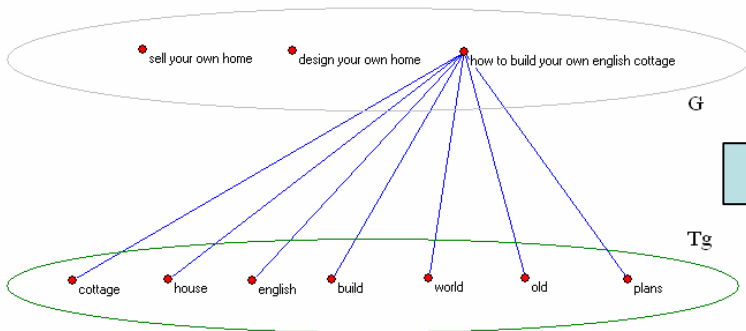 sell your own home
design your own home
how to build your own english cottage
G
Tg
cottage
house
english
build
world
old
plans